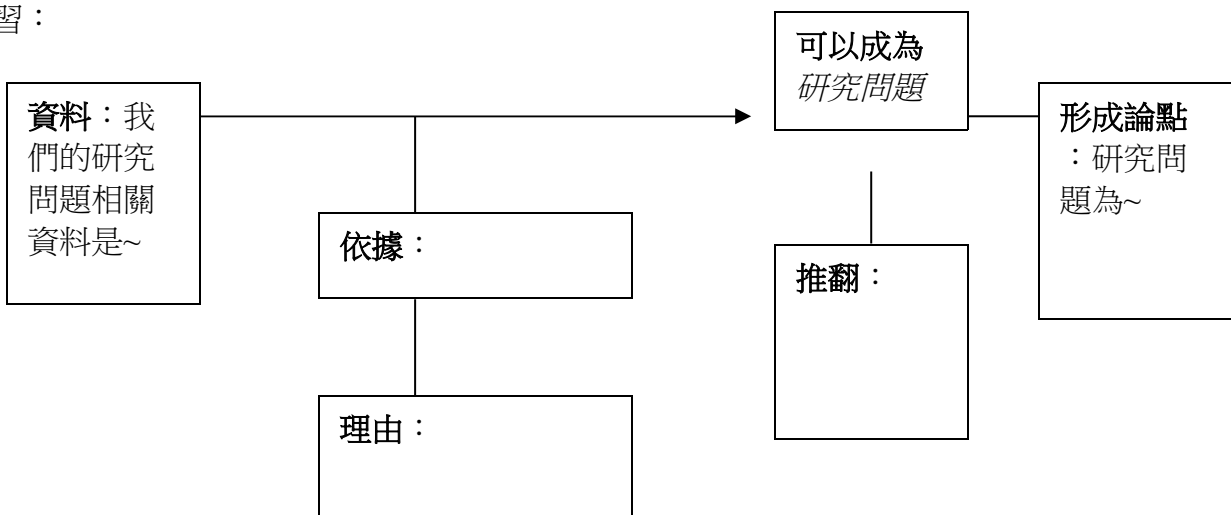 習：
可以成為
研究問題
資料：我
們的研究
問題相關
資料是~
形成論點
：研究問
題為~
依據：
推翻：
理由：